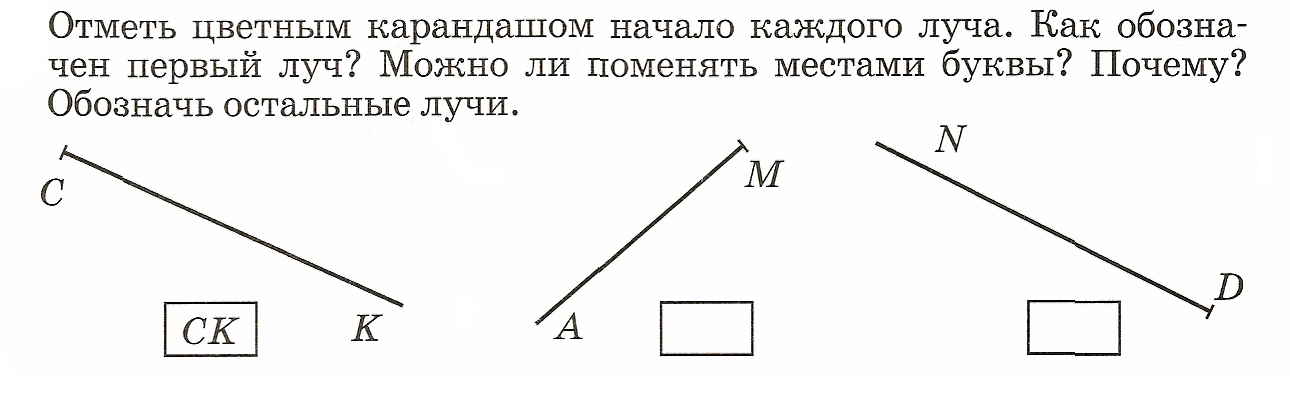 Отметь цветным карандашом начало каждого луча. Как обозна-
чен первый луч? Можно ли поменять местами буквы? Почему?
Обозначь остальные лучи.
C
K
CK
M
A
N
D